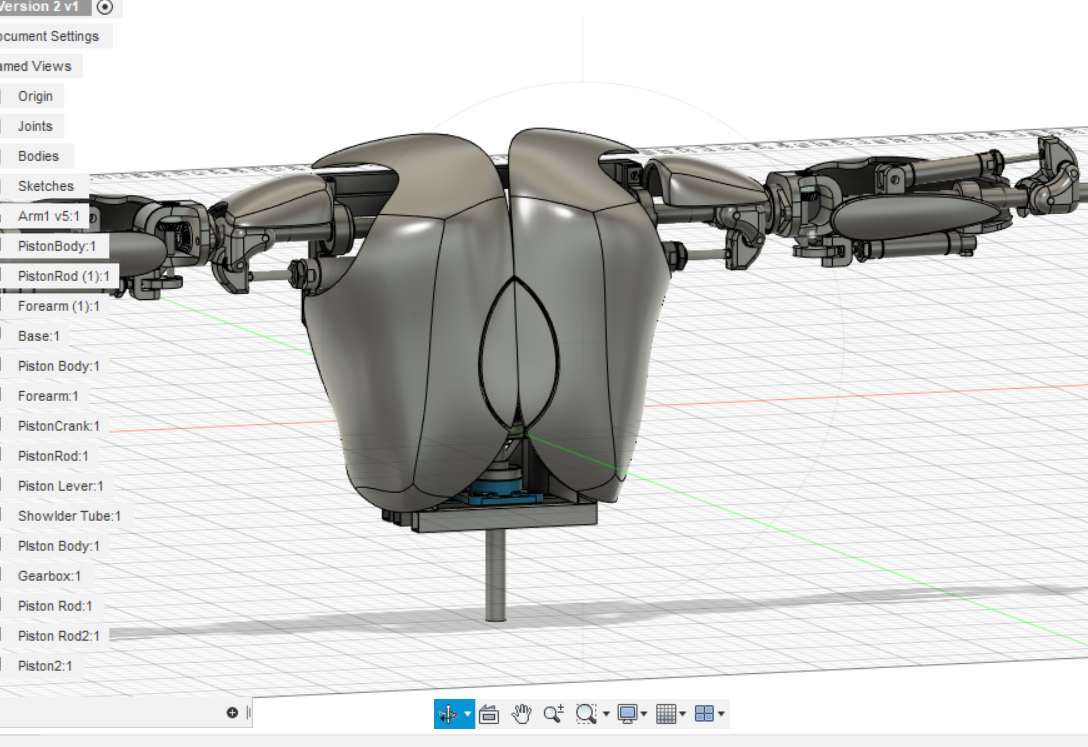 Version 2 v1
ocument Settings
amed Views
Origin
Joints
Bodies
Sketches
Arm1 v5:1
PistonBody:1
PistonRod (1):1
Forearm (1):1
Base:1
Piston Body:1
Forearm:1
PistonCrank:1
PistonRod:1
Piston Lever:1
Showlder Tube:1
Piston Body:1
Gearbox:1
Piston Rod:1
Piston Rod2:1
Piston2:1